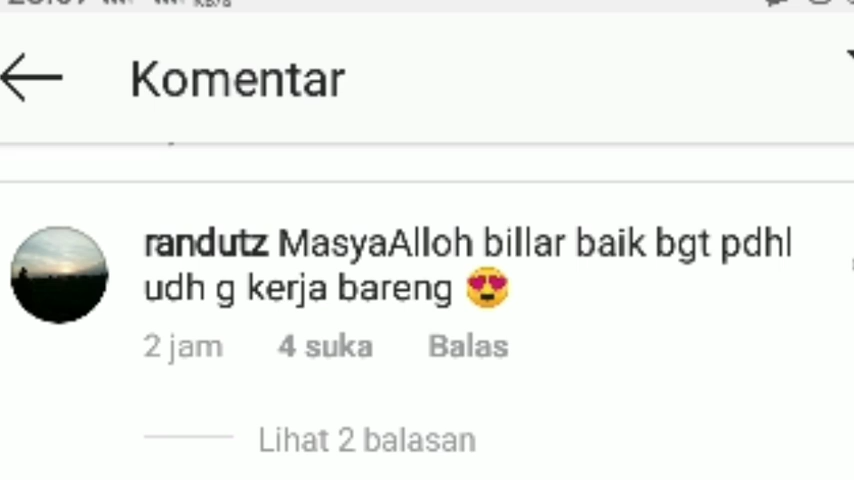 Komentar
randutz MasyaAlloh billar baik bgt pdhl
udh g kerja bareng 😍
2 jam 4 suka Balas
Lihat 2 balasan